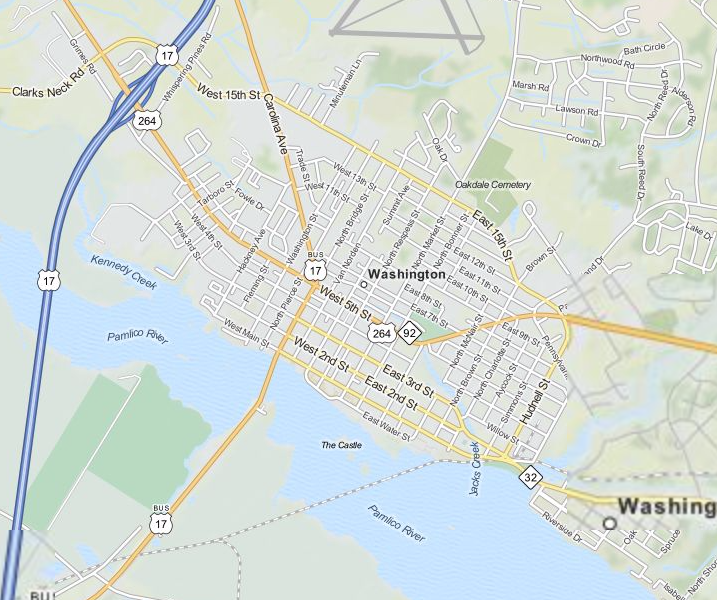 Grimes Rd
17
Whispering Pines Rd
Clarks Neck Rd
264
West 15th St
Carolina Ave
Minuteman Ln
Bath Circle
Northwood Rd
Marsh Rd
Lawson Rd
Crown Dr
North Reed Dr
Alderson Rd
South Reed Dr
Lake Dr
Oak Dr
Oakdale Cemetery
East 15th St
Brown St
Trade St
West 13th St
West 11th St
Tarboro St
Fowle Dr
West 4th St
West 3rd St
Hackney Ave
Fleming St
Washington St
North Bridge St
Van Norden
Summit Ave
North Respess St
North Market St
North Bonner St
East 12th St
East 11th St
East 10th St
East 9th St
East 8th St
East 7th St
BUS
17
Washington
North Pierce St
West 5th St
264
92
17
Kennedy Creek
Pamlico River
West Main St
West 2nd St
East 2nd St
East 3rd St
East Water St
North Brown St
North McNair St
North Charlotte St
Aycock St
Simmons St
Hudnell St
Pennsylvania
Willow St
The Castle
Jacks Creek
32
Pamlico River
BUS
17
Washing
Riverside Dr
Oak
Spruce
North Shore
Isabel
BU